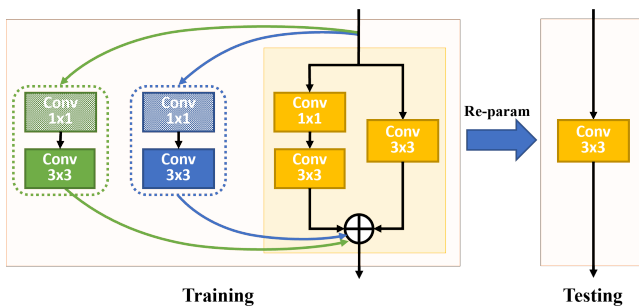 Conv
1x1
Conv
3x3
Conv
1x1
Conv
3x3
Conv
1x1
Conv
3x3
Conv
3x3
Re-param
Conv
3x3
Training
Testing